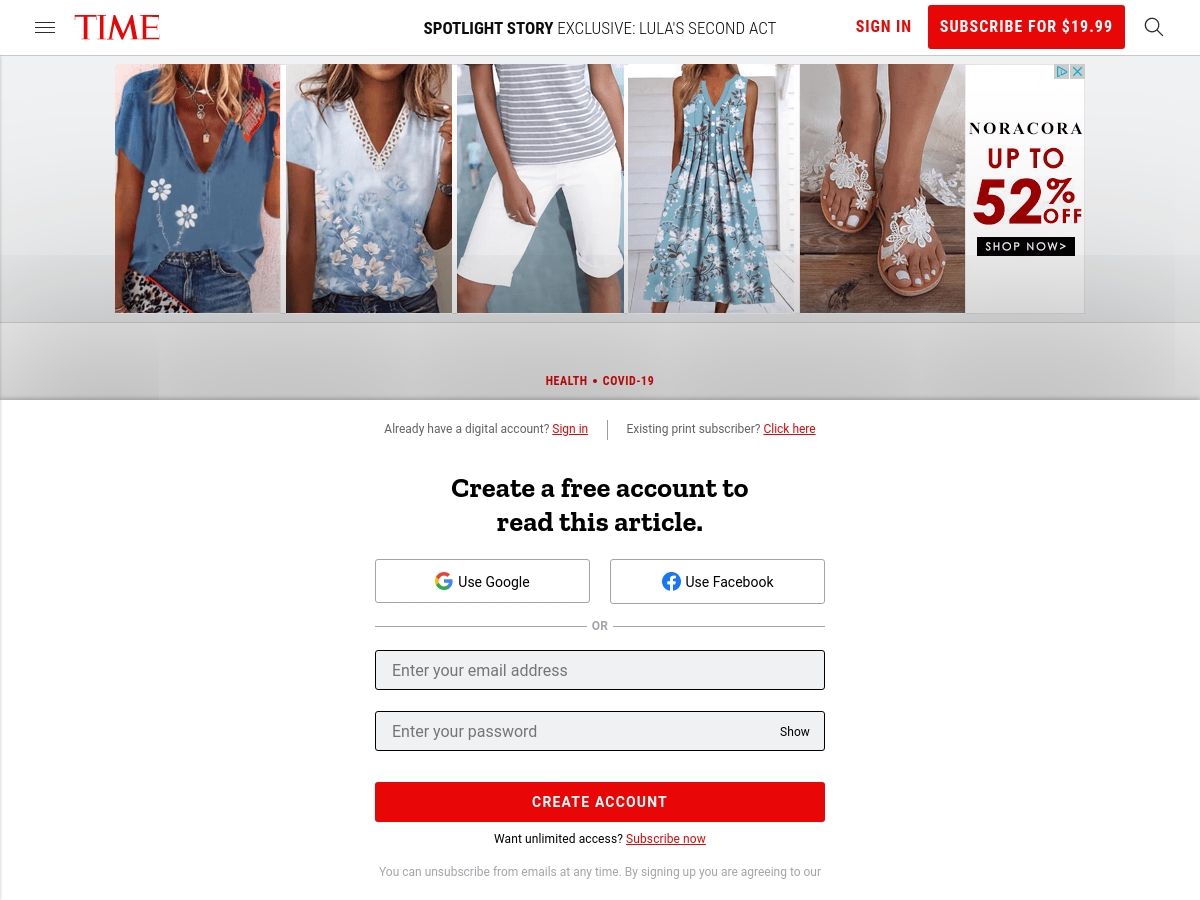 TIME
SPOTLIGHT STORY EXCLUSIVE: LULA'S SECOND ACT
SIGN IN
SUBSCRIBE FOR $19.99
NORACORA
UP TO
52% OFF
SHOP NOW>
HEALTH • COVID-19
Already have a digital account? Sign in
Existing print subscriber? Click here
Create a free account to
read this article.
Use Google
Use Facebook
OR
Enter your email address
Enter your password
Show
CREATE ACCOUNT
Want unlimited access? Subscribe now
You can unsubscribe from emails at any time. By signing up you are agreeing to our